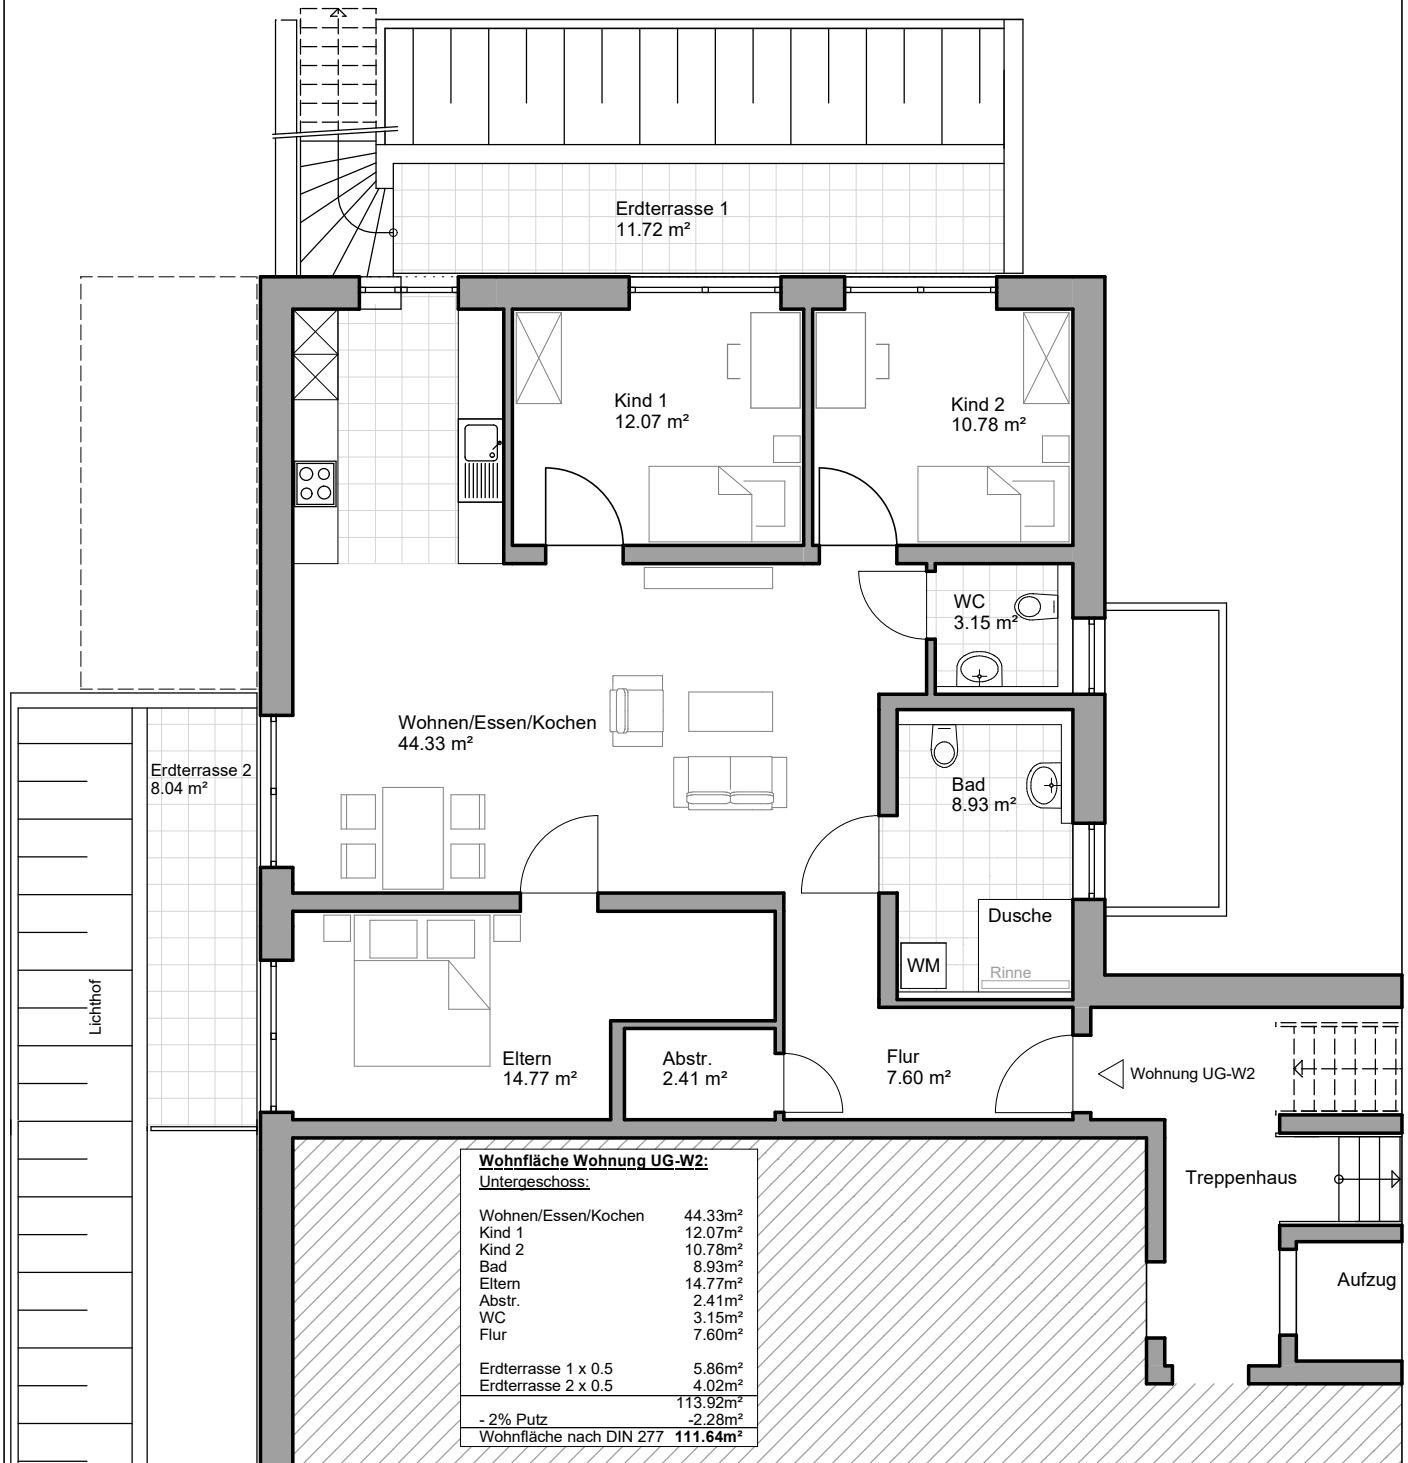 Erdterrasse 1
11.72 m²
Kind 1
12.07 m²
Kind 2
10.78 m²
WC
3.15 m²
Wohnen/Essen/Kochen
44.33 m²
Erdterrasse 2
8.04 m²
Bad
8.93 m²
Dusche
WM
Rinne
Lichthof
Eltern
14.77 m²
Abstr.
2.41 m²
Flur
7.60 m²
Wohnung UG-W2
Treppenhaus
Aufzug
Wohnfläche Wohnung UG-W2:
Untergeschoss:
Wohnen/Essen/Kochen 44.33m²
Kind 1 12.07m²
Kind 2 10.78m²
Bad 8.93m²
Eltern 14.77m²
Abstr. 2.41m²
WC 3.15m²
Flur 7.60m²
Erdterrasse 1 x 0.5 5.86m²
Erdterrasse 2 x 0.5 4.02m²
113.92m²
- 2% Putz -2.28m²
Wohnfläche nach DIN 277 111.64m²